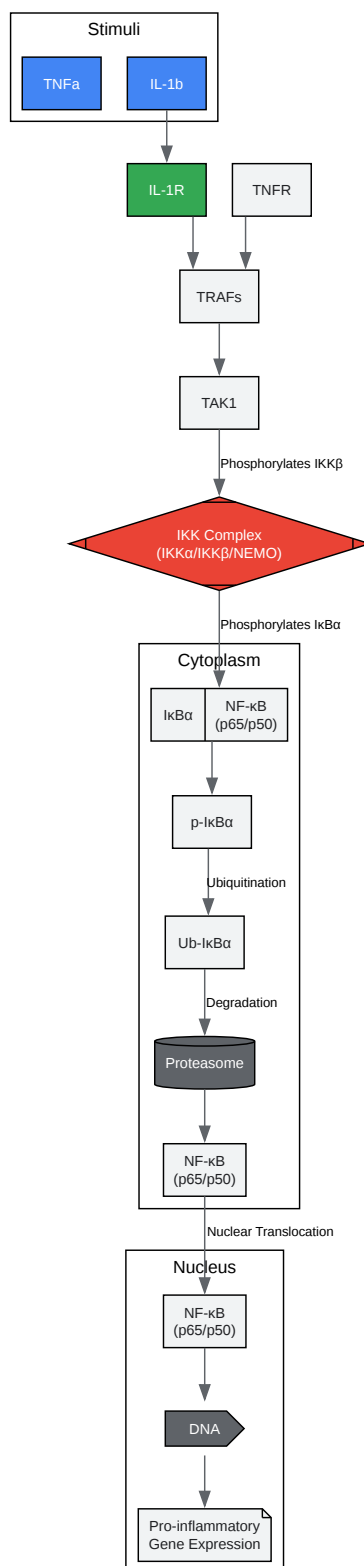 Stimuli
TNFa
IL-1b
IL-1R
TNFR
TRAFs
TAK1
Phosphorylates IKKβ
IKK Complex
(IKKα/IKKβ/NEMO)
Phosphorylates IκBα
Cytoplasm
IκBα
NF-κB
(p65/p50)
p-IκBα
Ubiquitination
Ub-IκBα
Degradation
Proteasome
NF-κB
(p65/p50)
Nuclear Translocation
Nucleus
NF-κB
(p65/p50)
DNA
Pro-inflammatory
Gene Expression